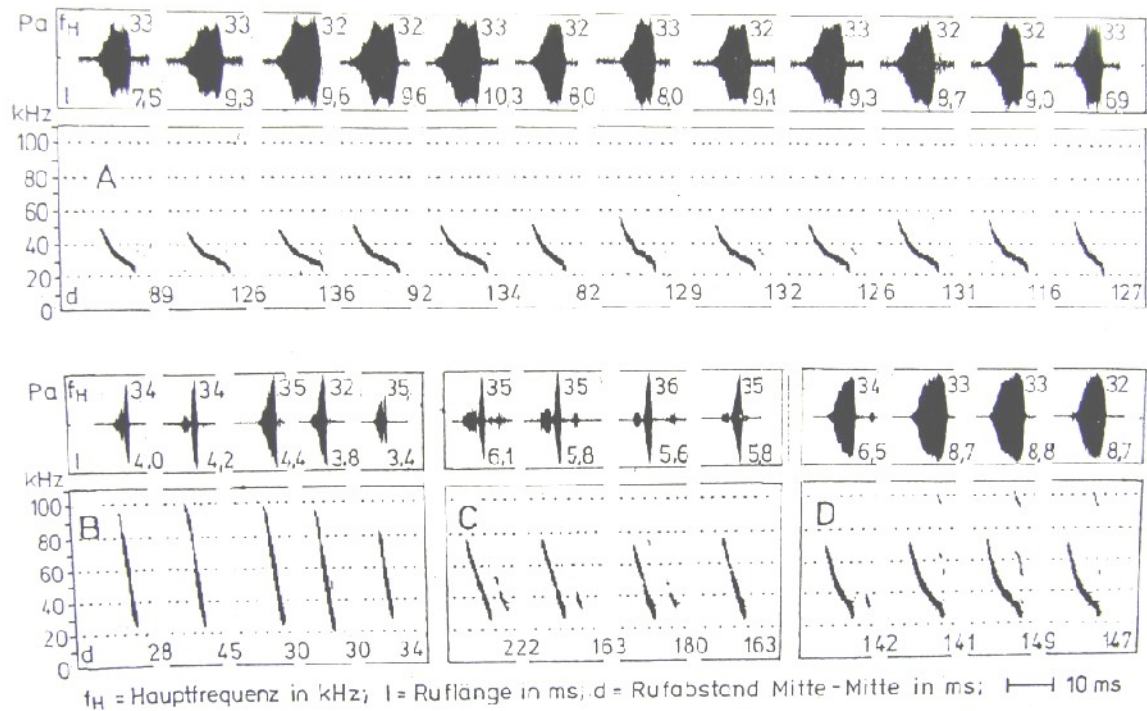 Pa fH 33 33 32 32 33 32 33 32 33 32 32 33
l 7,5 9,3 9,6 9,6 10,3 8,0 8,0 9,1 9,3 9,7 9,0 6,9
kHz
100
80 A
60
40
20
0 d 89 126 136 92 134 82 129 132 126 131 116 127
Pa fH 34 34 35 32 35 35 35 36 35 34 33 33 32
l 4,0 4,2 4,4 3,8 3,4 6,1 5,8 5,6 5,8 6,5 8,7 8,8 8,7
kHz
100
80 B C D
60
40
20
0 d 28 45 30 30 34 222 163 180 163 142 141 149 147
fH = Hauptfrequenz in kHz; l = Ruflänge in ms; d = Rufabstand Mitte-Mitte in ms; 10 ms